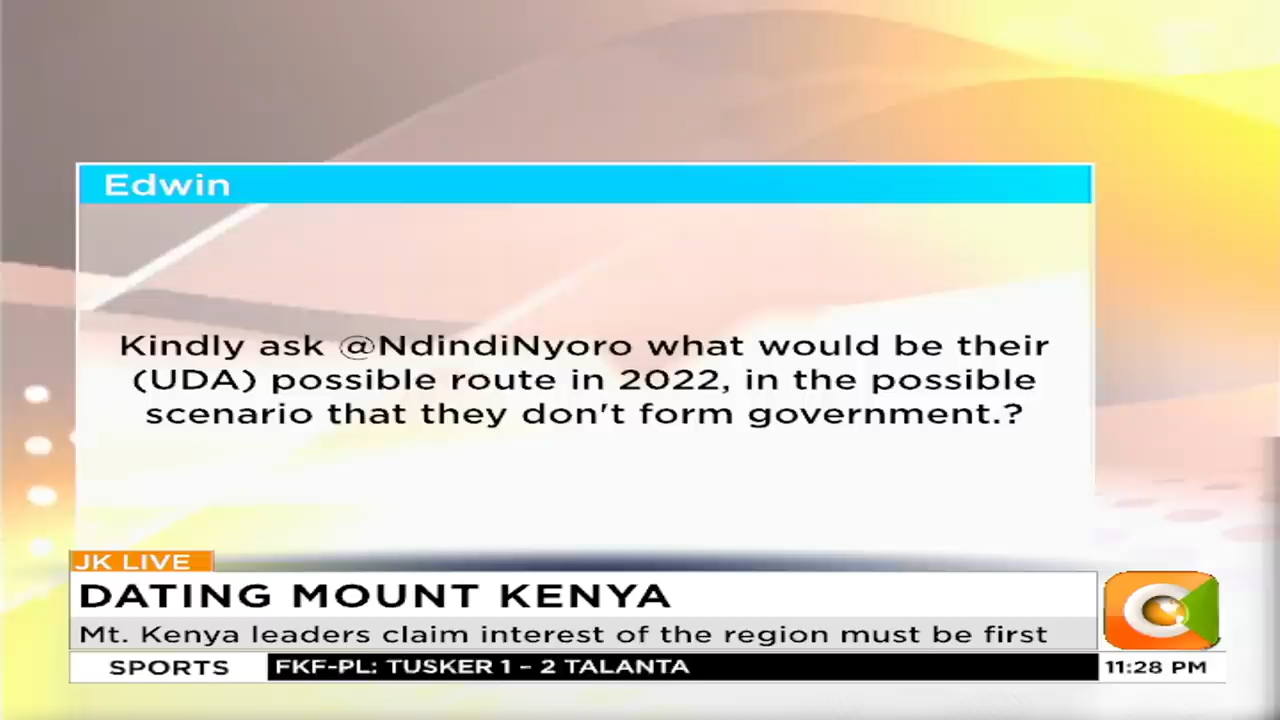 Edwin
Kindly ask @NdindiNyoro what would be their
(UDA) possible route in 2022, in the possible
scenario that they don't form government.?
JK LIVE
DATING MOUNT KENYA
Mt. Kenya leaders claim interest of the region must be first
SPORTS FKF-PL: TUSKER 1 - 2 TALANTA 11:28 PM